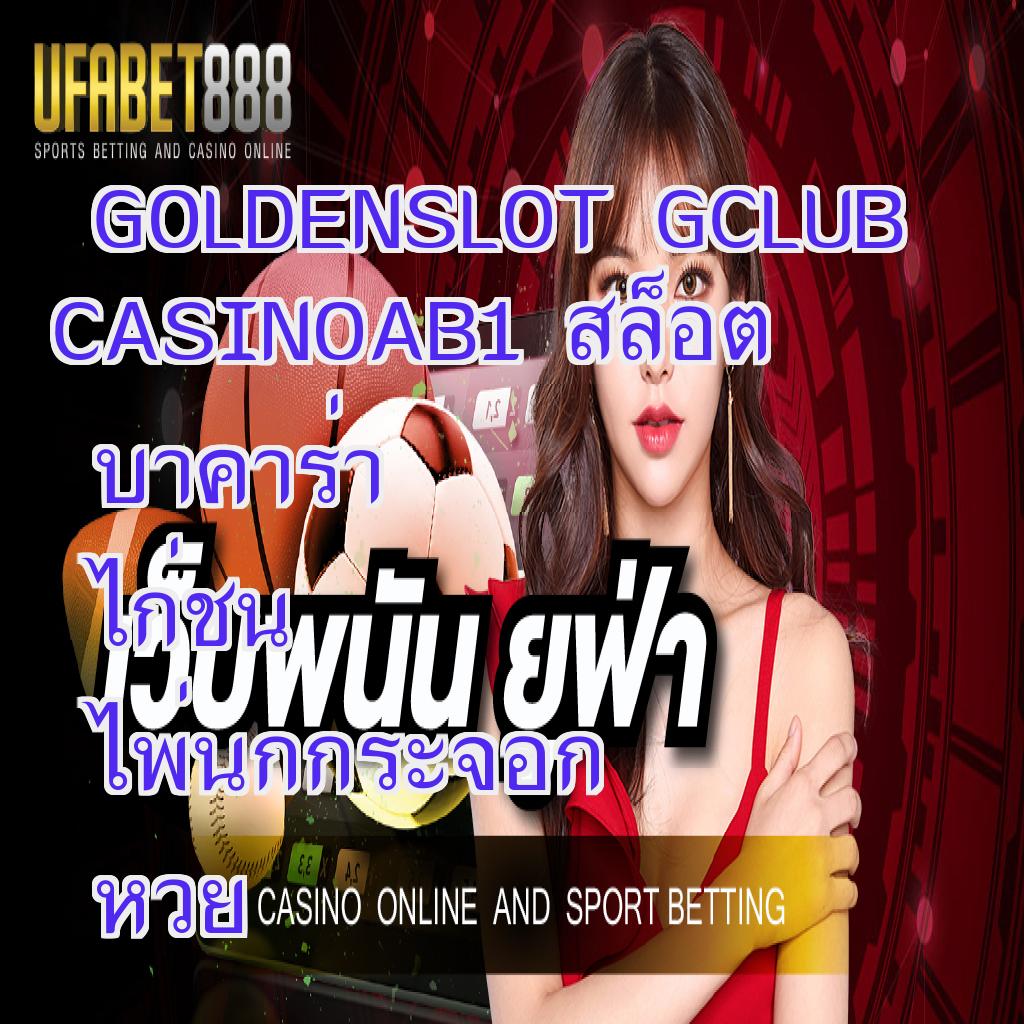 UFABET888
SPORTS BETTING AND CASINO ONLINE
GOLDENSLOT GCLUB
CASINOAB1 สล็อต
บาคาร่า
ไก่ชน
เว็บพนัน ยูฟ่า
ไพ่นกกระจอก
หวย
CASINO ONLINE AND SPORT BETTING